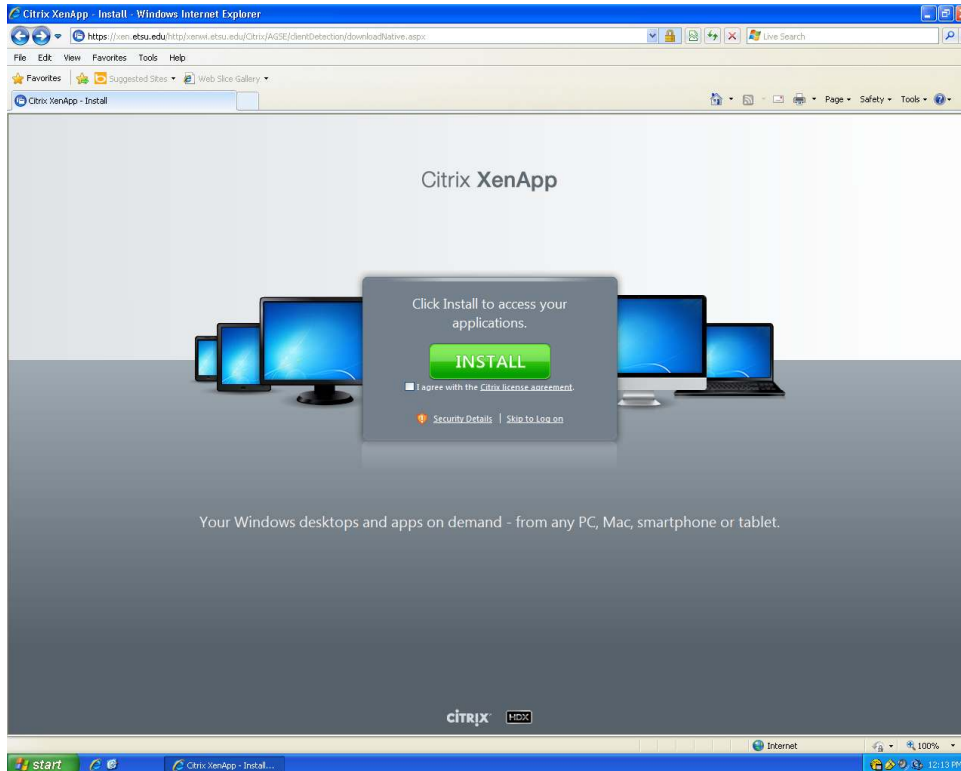 Citrix XenApp - Install - Windows Internet Explorer
https://xen.etsu.edu/http/xenwi.etsu.edu/Citrix/AGSE/clientDetection/downloadNative.aspx
Live Search
File Edit View Favorites Tools Help
Favorites Suggested Sites Web Slice Gallery
Citrix XenApp - Install
Page Safety Tools
Citrix XenApp
Click Install to access your
applications.
INSTALL
I agree with the Citrix license agreement.
Security Details | Skip to Log on
Your Windows desktops and apps on demand - from any PC, Mac, smartphone or tablet.
CITRIX HDX
Internet 100%
start Citrix XenApp - Install... 12:13 PM